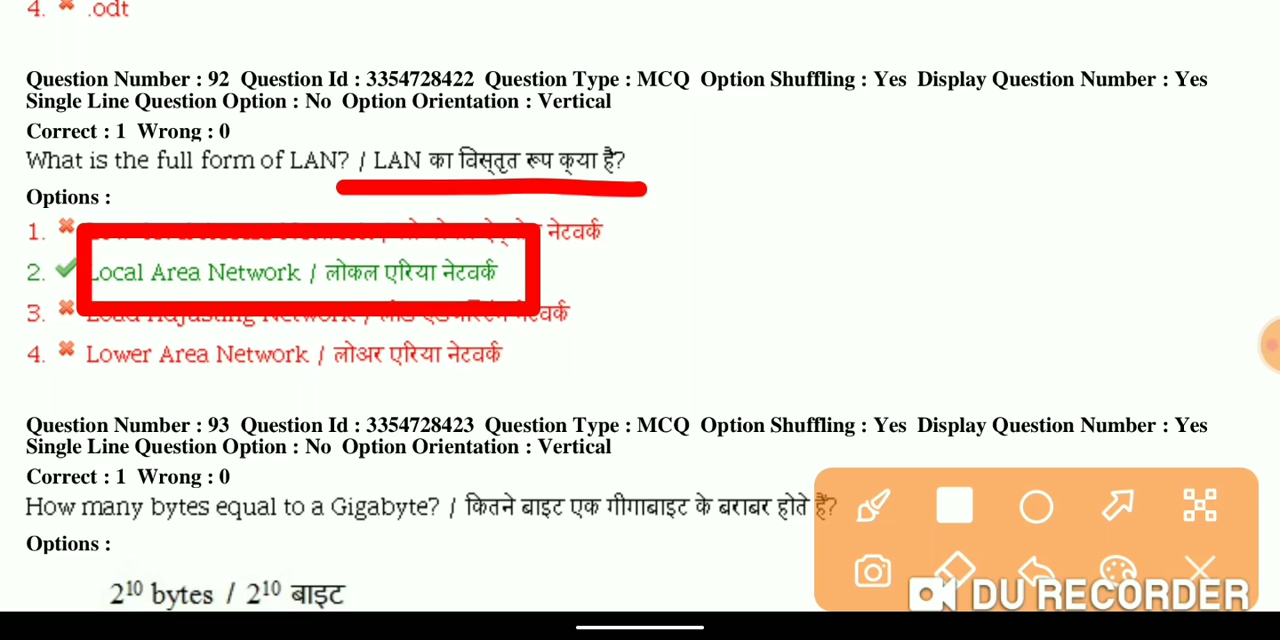 4. .odt
Question Number : 92 Question Id : 3354728422 Question Type : MCQ Option Shuffling : Yes Display Question Number : Yes
Single Line Question Option : No Option Orientation : Vertical
Correct : 1 Wrong : 0
What is the full form of LAN? / LAN का विस्तृत रूप क्या है?
Options :
1. नेटवर्क
2. Local Area Network / लोकल एरिया नेटवर्क
3. Load Adjusting Network /
4. Lower Area Network / लोअर एरिया नेटवर्क
Question Number : 93 Question Id : 3354728423 Question Type : MCQ Option Shuffling : Yes Display Question Number : Yes
Single Line Question Option : No Option Orientation : Vertical
Correct : 1 Wrong : 0
How many bytes equal to a Gigabyte? / कितने बाइट एक गीगाबाइट के बराबर होते हैं?
Options :
2¹⁰ bytes / 2¹⁰ बाइट
DU RECORDER